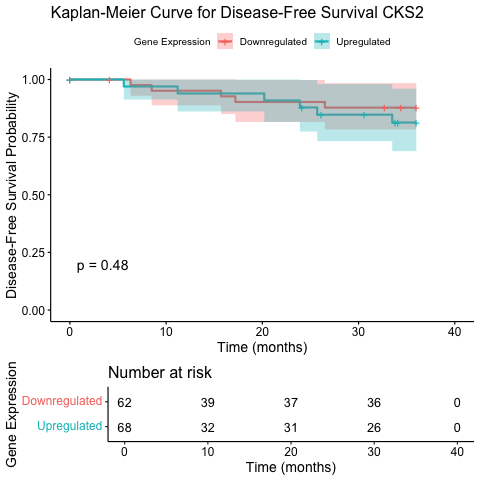 Kaplan-Meier Curve for Disease-Free Survival CKS2
Gene Expression Downregulated Upregulated
Disease-Free Survival Probability
1.00
0.75
0.50
0.25
0.00
p = 0.48
0 10 20 30 40
Time (months)
Number at risk
Gene Expression
Downregulated 62 39 37 36 0
Upregulated 68 32 31 26 0
0 10 20 30 40
Time (months)